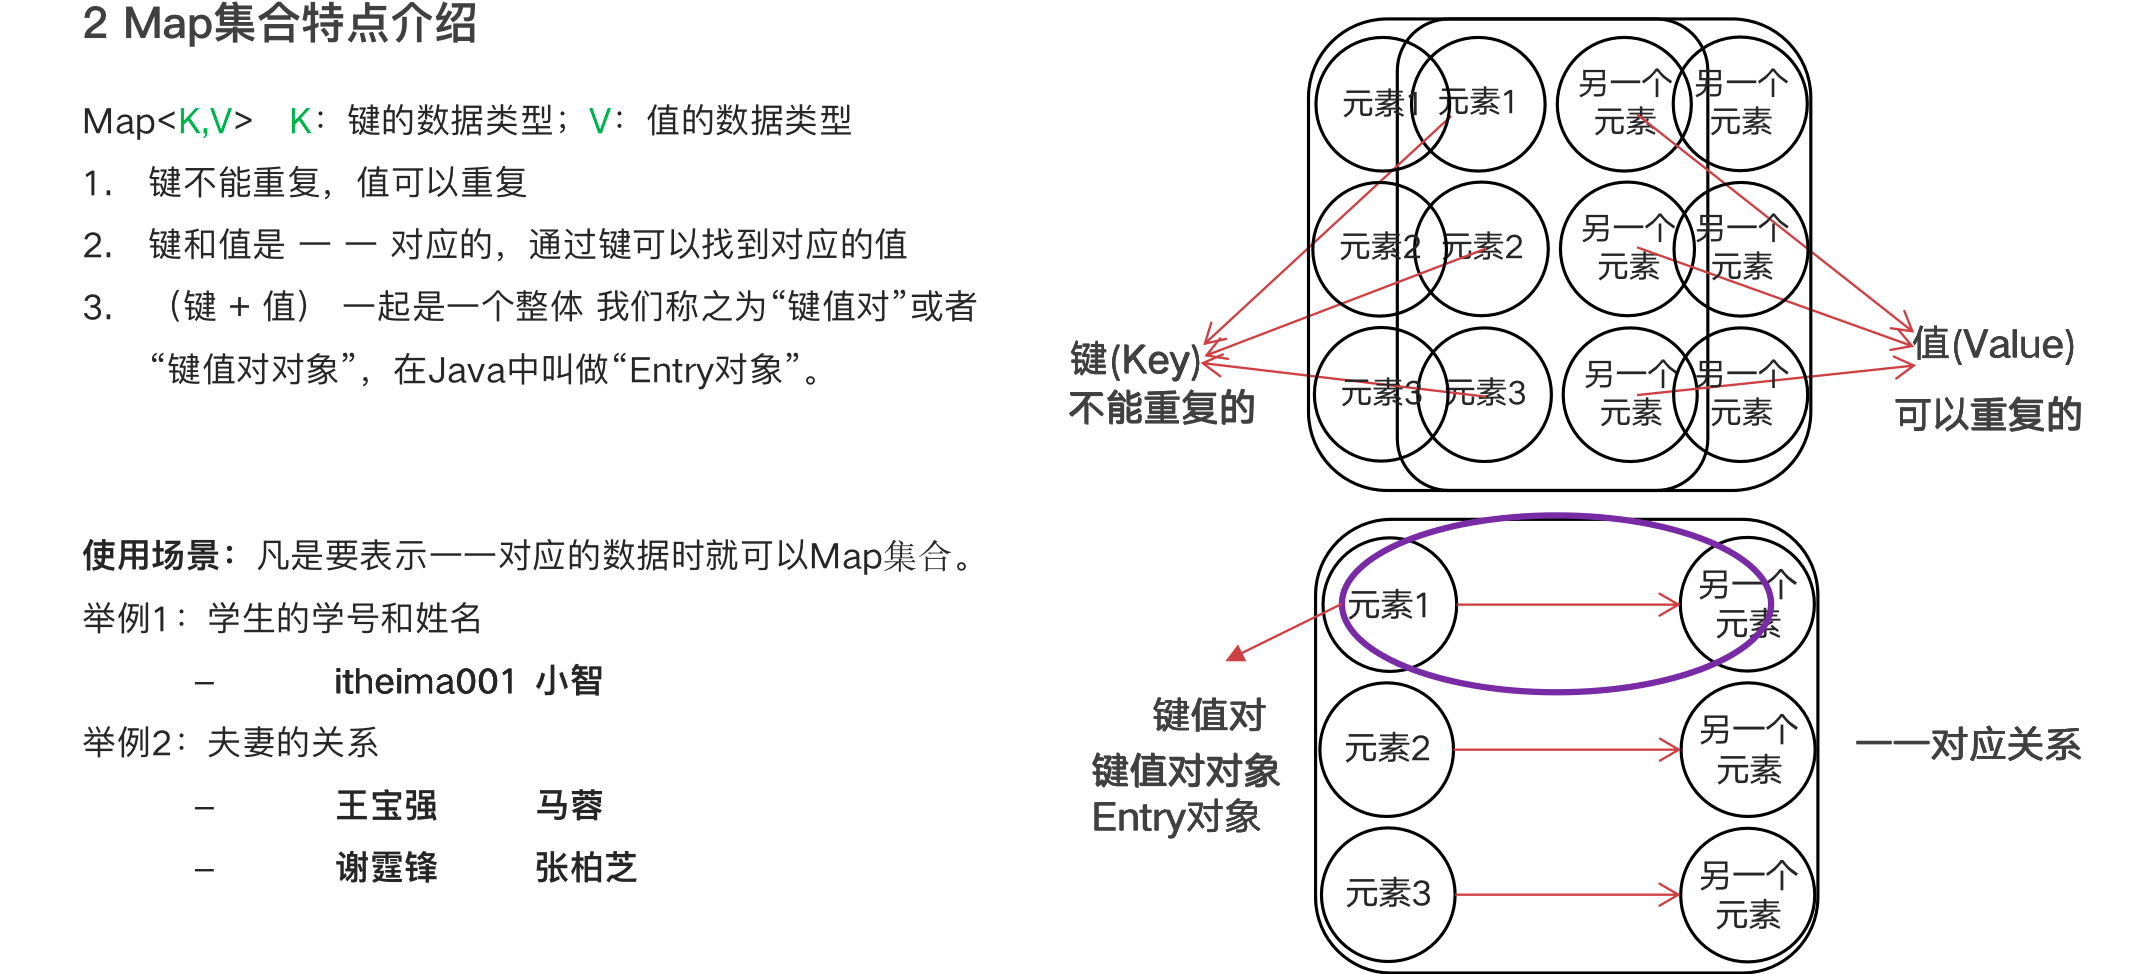 2 Map集合特点介绍
Map<K,V> K：键的数据类型；V：值的数据类型
1. 键不能重复，值可以重复
2. 键和值是 一 一 对应的，通过键可以找到对应的值
3. （键 + 值） 一起是一个整体 我们称之为“键值对”或者
“键值对对象”，在Java中叫做“Entry对象”。
使用场景：凡是要表示一一对应的数据时就可以Map集合。
举例1：学生的学号和姓名
– itheima001 小智
举例2：夫妻的关系
– 王宝强 马蓉
– 谢霆锋 张柏芝
元素1 元素1 另一个 另一个
元素 元素
元素2 元素2 另一个 另一个
元素 元素
元素3 元素3 另一个 另一个
元素 元素
键(Key)
不能重复的
值(Value)
可以重复的
元素1 另一个
元素
元素2 另一个
元素
元素3 另一个
元素
键值对
键值对对象
Entry对象
一一对应关系